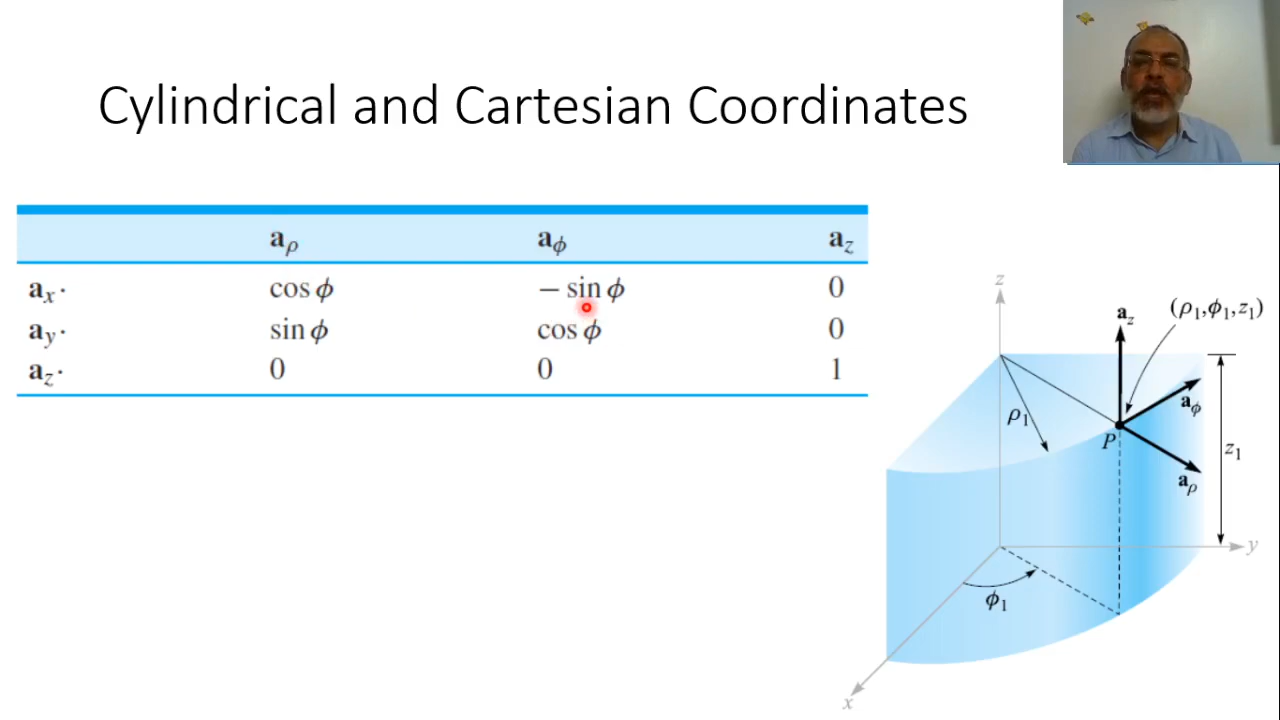 Cylindrical and Cartesian Coordinates
a_ρ a_ϕ a_z
a_x · cos ϕ − sin ϕ 0
a_y · sin ϕ cos ϕ 0
a_z · 0 0 1
z
a_z (ρ₁,ϕ₁,z₁)
a_ϕ
ρ₁
P
z₁
a_ρ
y
ϕ₁
x